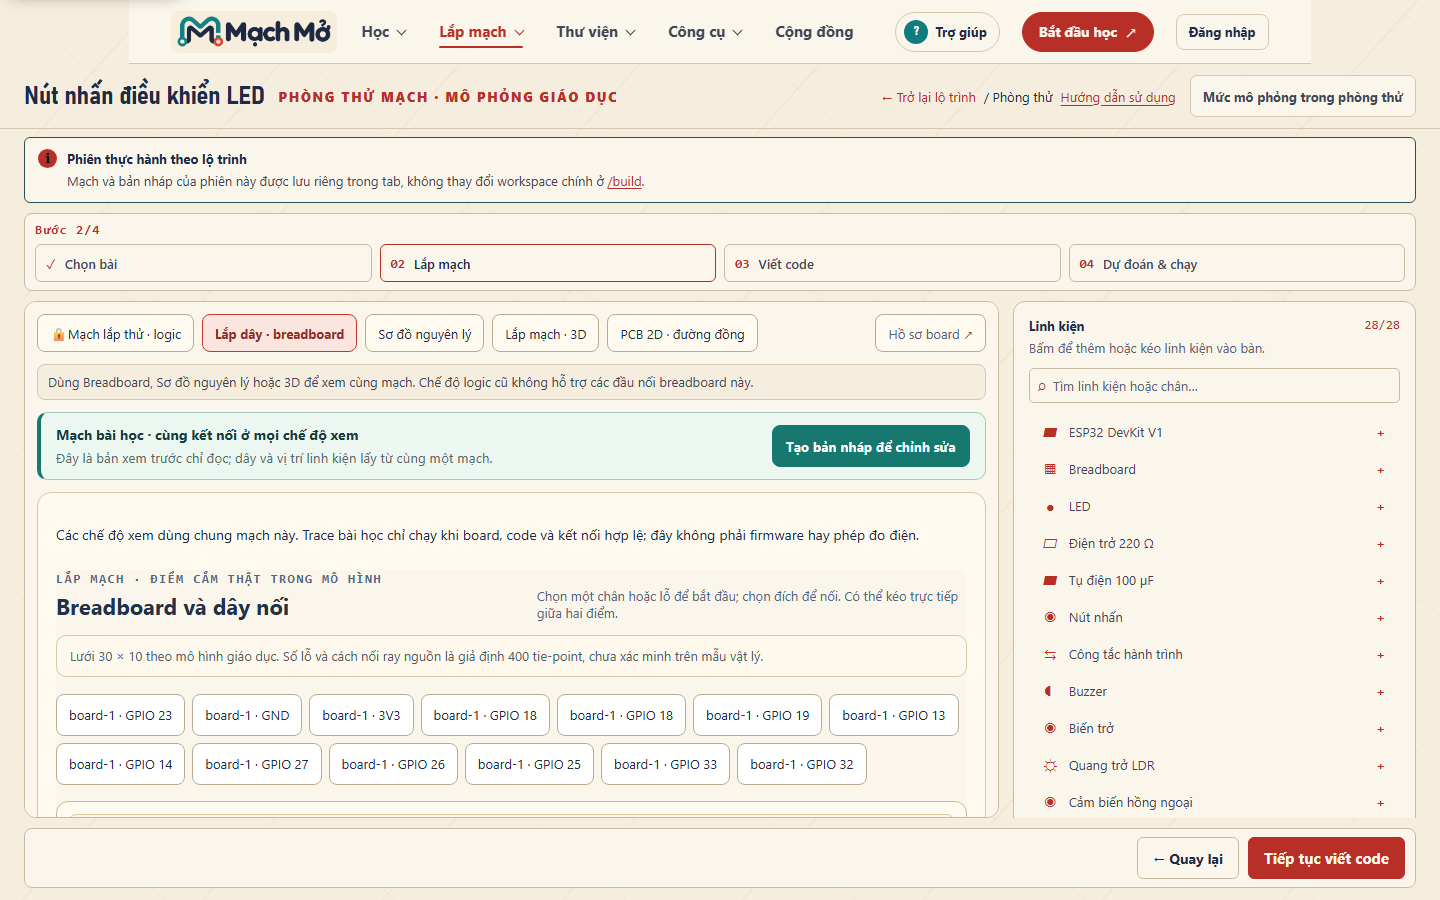 Mạch Mở
Học
Lắp mạch
Thư viện
Công cụ
Cộng đồng
? Trợ giúp
Bắt đầu học ↗
Đăng nhập
Nút nhấn điều khiển LED
PHÒNG THỬ MẠCH · MÔ PHỎNG GIÁO DỤC
← Trở lại lộ trình / Phòng thử Hướng dẫn sử dụng
Mức mô phỏng trong phòng thử
i Phiên thực hành theo lộ trình
Mạch và bản nháp của phiên này được lưu riêng trong tab, không thay đổi workspace chính ở /build.
Bước 2/4
✓ Chọn bài
02 Lắp mạch
03 Viết code
04 Dự đoán & chạy
🔒 Mạch lắp thử · logic
Lắp dây · breadboard
Sơ đồ nguyên lý
Lắp mạch · 3D
PCB 2D · đường đồng
Hồ sơ board ↗
Dùng Breadboard, Sơ đồ nguyên lý hoặc 3D để xem cùng mạch. Chế độ logic cũ không hỗ trợ các đầu nối breadboard này.
Mạch bài học · cùng kết nối ở mọi chế độ xem
Đây là bản xem trước chỉ đọc; dây và vị trí linh kiện lấy từ cùng một mạch.
Tạo bản nháp để chỉnh sửa
Các chế độ xem dùng chung mạch này. Trace bài học chỉ chạy khi board, code và kết nối hợp lệ; đây không phải firmware hay phép đo điện.
LẮP MẠCH · ĐIỂM CẮM THẬT TRONG MÔ HÌNH
Breadboard và dây nối
Chọn một chân hoặc lỗ để bắt đầu; chọn đích để nối. Có thể kéo trực tiếp
giữa hai điểm.
Lưới 30 × 10 theo mô hình giáo dục. Số lỗ và cách nối ray nguồn là giả định 400 tie-point, chưa xác minh trên mẫu vật lý.
board-1 · GPIO 23
board-1 · GND
board-1 · 3V3
board-1 · GPIO 18
board-1 · GPIO 18
board-1 · GPIO 19
board-1 · GPIO 13
board-1 · GPIO 14
board-1 · GPIO 27
board-1 · GPIO 26
board-1 · GPIO 25
board-1 · GPIO 33
board-1 · GPIO 32
Linh kiện
28/28
Bấm để thêm hoặc kéo linh kiện vào bàn.
Tìm linh kiện hoặc chân...
ESP32 DevKit V1 +
Breadboard +
LED +
Điện trở 220 Ω +
Tụ điện 100 µF +
Nút nhấn +
Công tắc hành trình +
Buzzer +
Biến trở +
Quang trở LDR +
Cảm biến hồng ngoại +
← Quay lại
Tiếp tục viết code